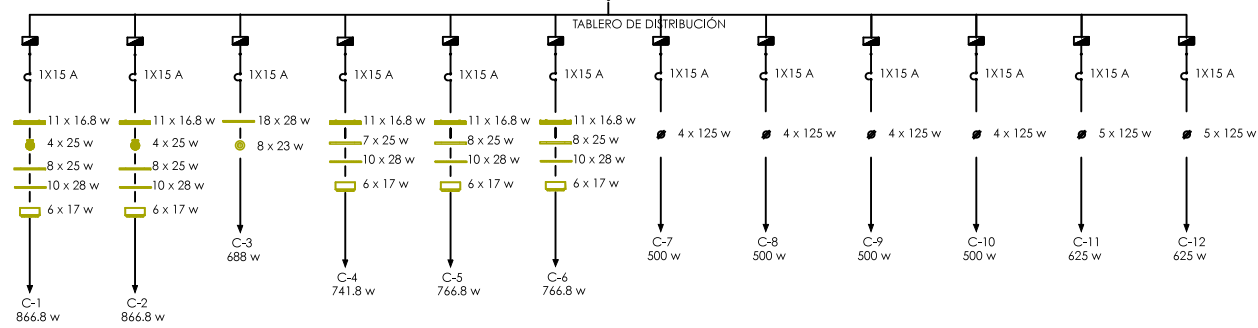 TABLERO DE DISTRIBUCIÓN
1X15 A
1X15 A
1X15 A
1X15 A
1X15 A
1X15 A
1X15 A
1X15 A
1X15 A
1X15 A
1X15 A
1X15 A
11 x 16.8 w
4 x 25 w
8 x 25 w
10 x 28 w
6 x 17 w
C-1
866.8 w
11 x 16.8 w
4 x 25 w
8 x 25 w
10 x 28 w
6 x 17 w
C-2
866.8 w
18 x 28 w
8 x 23 w
C-3
688 w
11 x 16.8 w
7 x 25 w
10 x 28 w
6 x 17 w
C-4
741.8 w
11 x 16.8 w
8 x 25 w
10 x 28 w
6 x 17 w
C-5
766.8 w
11 x 16.8 w
8 x 25 w
10 x 28 w
6 x 17 w
C-6
766.8 w
4 x 125 w
C-7
500 w
4 x 125 w
C-8
500 w
4 x 125 w
C-9
500 w
4 x 125 w
C-10
500 w
5 x 125 w
C-11
625 w
5 x 125 w
C-12
625 w